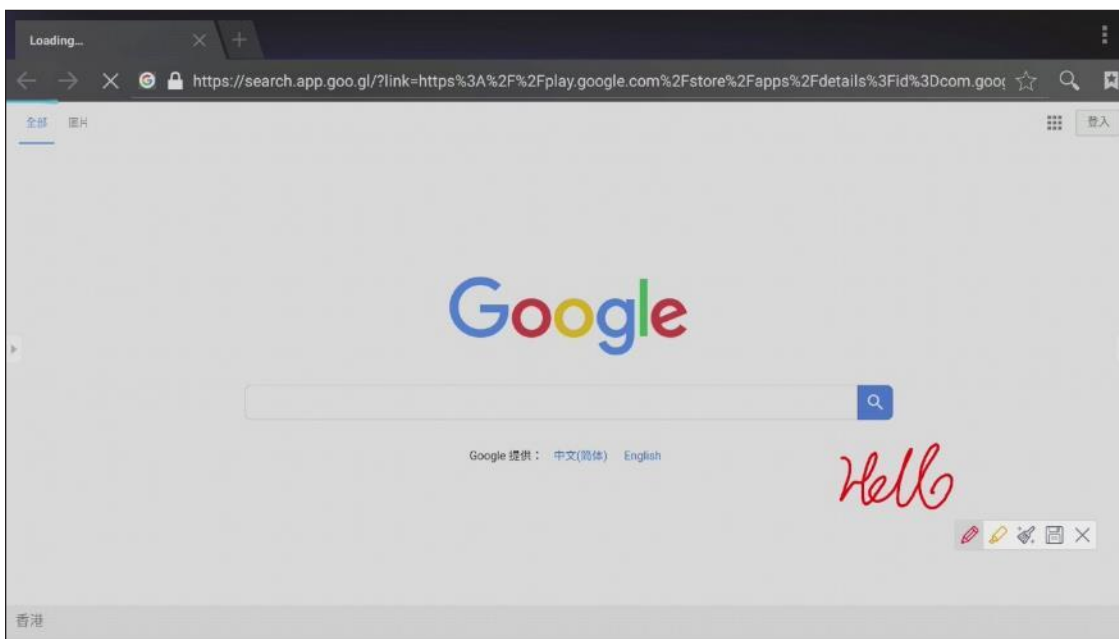 Loading...
https://search.app.goo.gl/?link=https%3A%2F%2Fplay.google.com%2Fstore%2Fapps%2Fdetails%3Fid%3Dcom.goog
全部 圖片
登入
Google
Google 提供： 中文(简体) English
Hello
香港